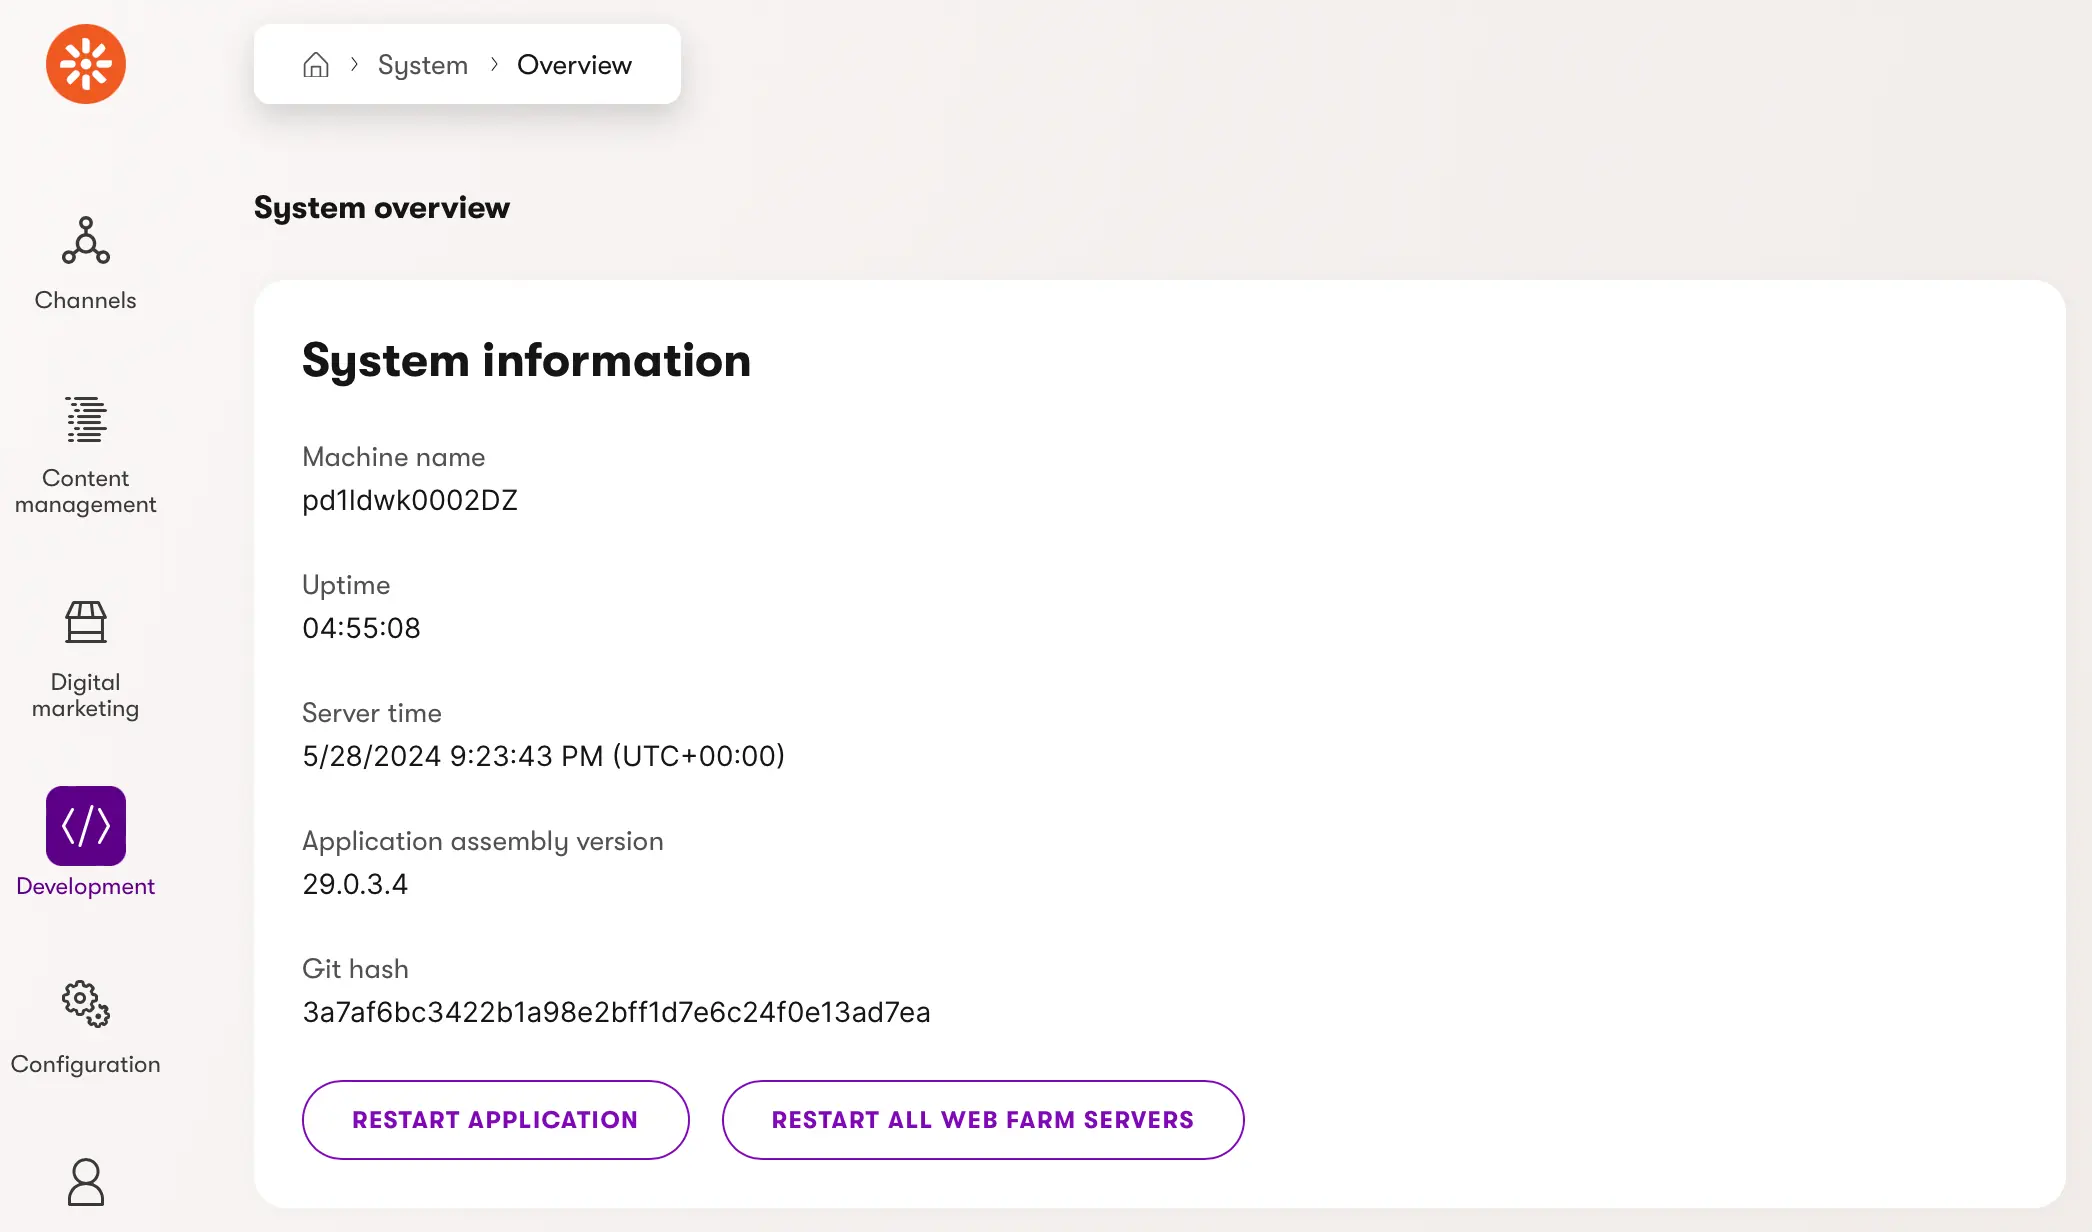 System
Overview
System overview
Channels
Content
management
Digital
marketing
Development
Configuration
System information
Machine name
pd1ldwk0002DZ
Uptime
04:55:08
Server time
5/28/2024 9:23:43 PM (UTC+00:00)
Application assembly version
29.0.3.4
Git hash
3a7af6bc3422b1a98e2bff1d7e6c24f0e13ad7ea
RESTART APPLICATION
RESTART ALL WEB FARM SERVERS